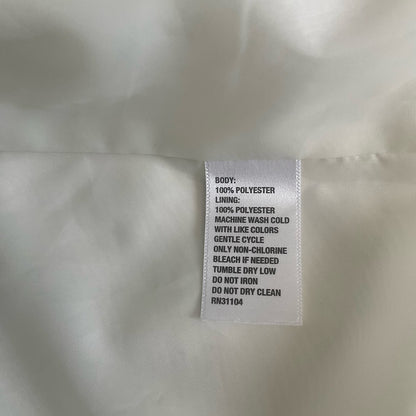 BODY:
100% POLYESTER
LINING:
100% POLYESTER
MACHINE WASH COLD
WITH LIKE COLORS
GENTLE CYCLE
ONLY NON-CHLORINE
BLEACH IF NEEDED
TUMBLE DRY LOW
DO NOT IRON
DO NOT DRY CLEAN
RN31104